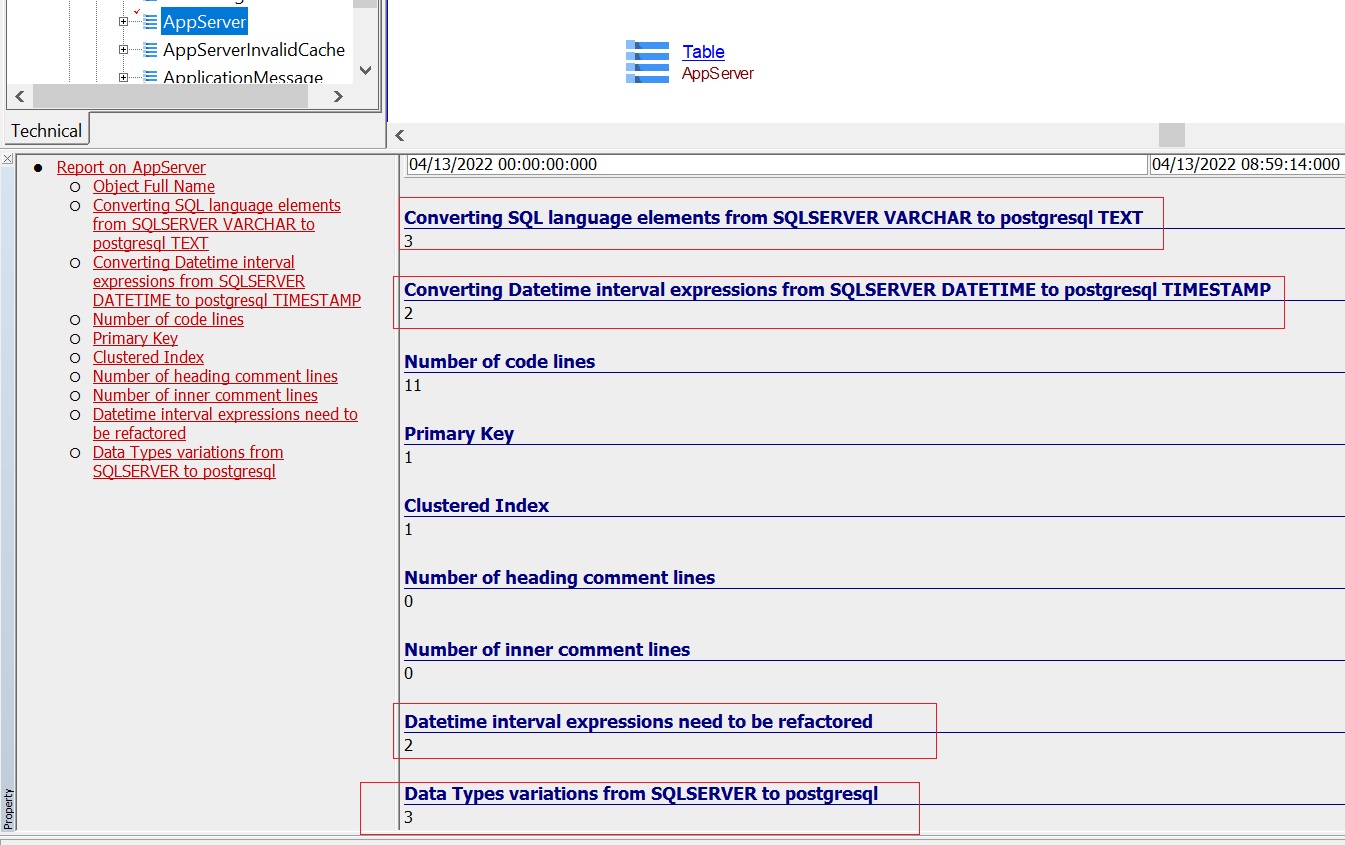 AppServer
AppServerInvalidCache
ApplicationMessage
Technical
Table
AppServer
Report on AppServer
Object Full Name
Converting SQL language elements
from SQLSERVER VARCHAR to
postgresql TEXT
Converting Datetime interval
expressions from SQLSERVER
DATETIME to postgresql TIMESTAMP
Number of code lines
Primary Key
Clustered Index
Number of heading comment lines
Number of inner comment lines
Datetime interval expressions need to
be refactored
Data Types variations from
SQLSERVER to postgresql
Property
04/13/2022 00:00:00:000
04/13/2022 08:59:14:000
Converting SQL language elements from SQLSERVER VARCHAR to postgresql TEXT
3
Converting Datetime interval expressions from SQLSERVER DATETIME to postgresql TIMESTAMP
2
Number of code lines
11
Primary Key
1
Clustered Index
1
Number of heading comment lines
0
Number of inner comment lines
0
Datetime interval expressions need to be refactored
2
Data Types variations from SQLSERVER to postgresql
3